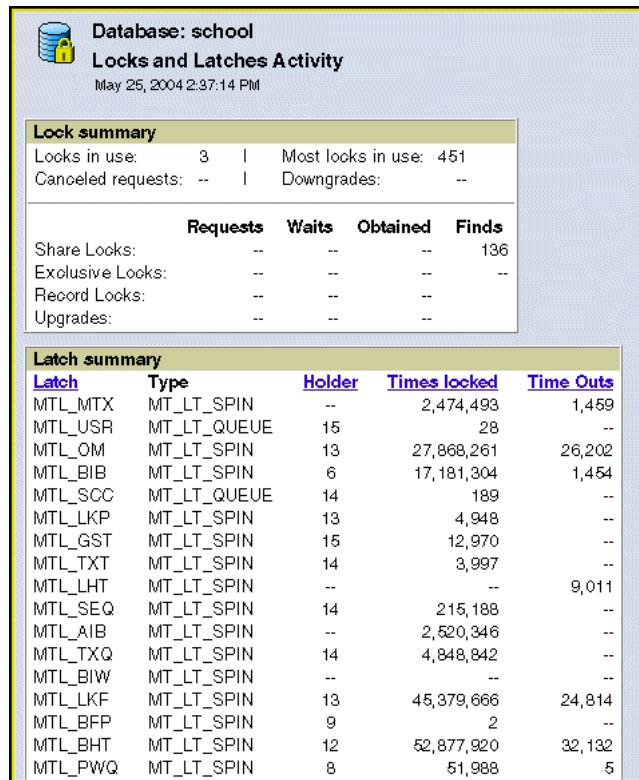 Database: school
Locks and Latches Activity
May 25, 2004 2:37:14 PM
Lock summary
Locks in use: 3 | Most locks in use: 451
Canceled requests: -- | Downgrades: --
Requests Waits Obtained Finds
Share Locks: -- -- -- 136
Exclusive Locks: -- -- -- --
Record Locks: -- -- --
Upgrades: -- -- --
Latch summary
Latch Type Holder Times locked Time Outs
MTL_MTX MT_LT_SPIN -- 2,474,493 1,459
MTL_USR MT_LT_QUEUE 15 28 --
MTL_OM MT_LT_SPIN 13 27,868,261 26,202
MTL_BIB MT_LT_SPIN 6 17,181,304 1,454
MTL_SCC MT_LT_QUEUE 14 189 --
MTL_LKP MT_LT_SPIN 13 4,948 --
MTL_GST MT_LT_SPIN 15 12,970 --
MTL_TXT MT_LT_SPIN 14 3,997 --
MTL_LHT MT_LT_SPIN -- -- 9,011
MTL_SEQ MT_LT_SPIN 14 215,188 --
MTL_AIB MT_LT_SPIN -- 2,520,346 --
MTL_TXQ MT_LT_SPIN 14 4,848,842 --
MTL_BIW MT_LT_SPIN -- -- --
MTL_LKF MT_LT_SPIN 13 45,379,666 24,814
MTL_BFP MT_LT_SPIN 9 2 --
MTL_BHT MT_LT_SPIN 12 52,877,920 32,132
MTL_PWQ MT_LT_SPIN 8 51,988 5